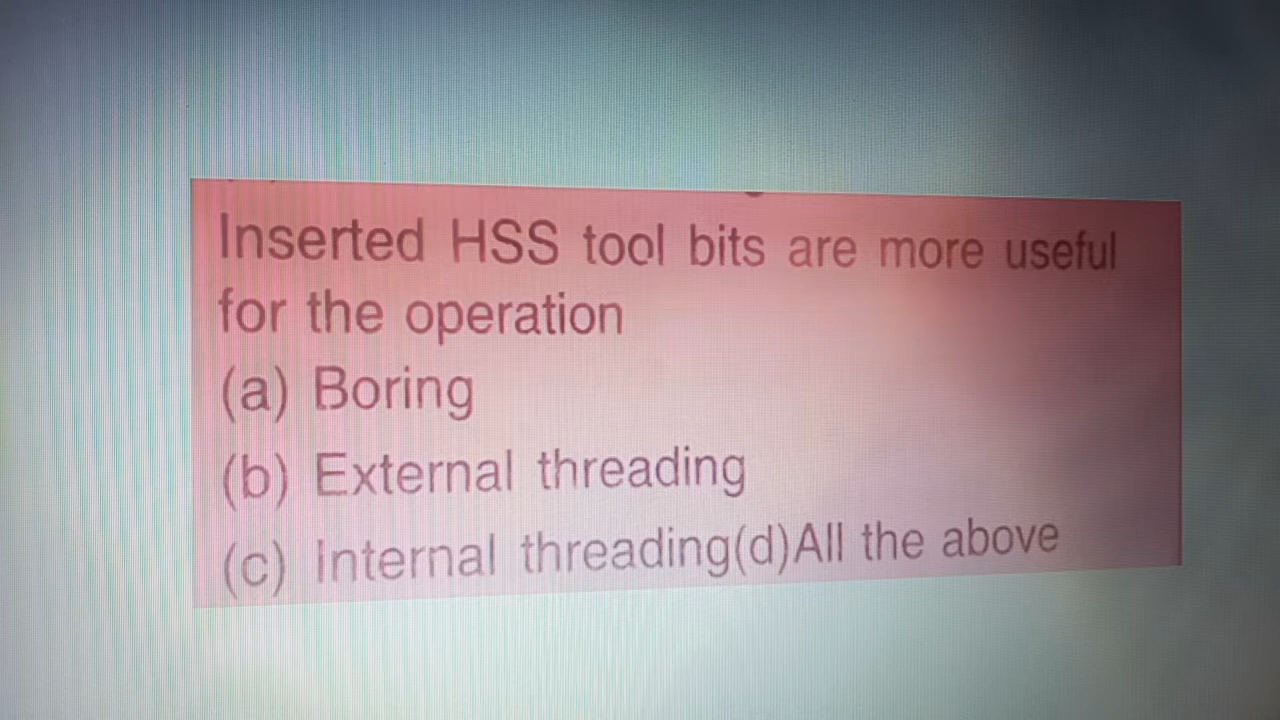 Inserted HSS tool bits are more useful
for the operation
(a) Boring
(b) External threading
(c) Internal threading(d)All the above